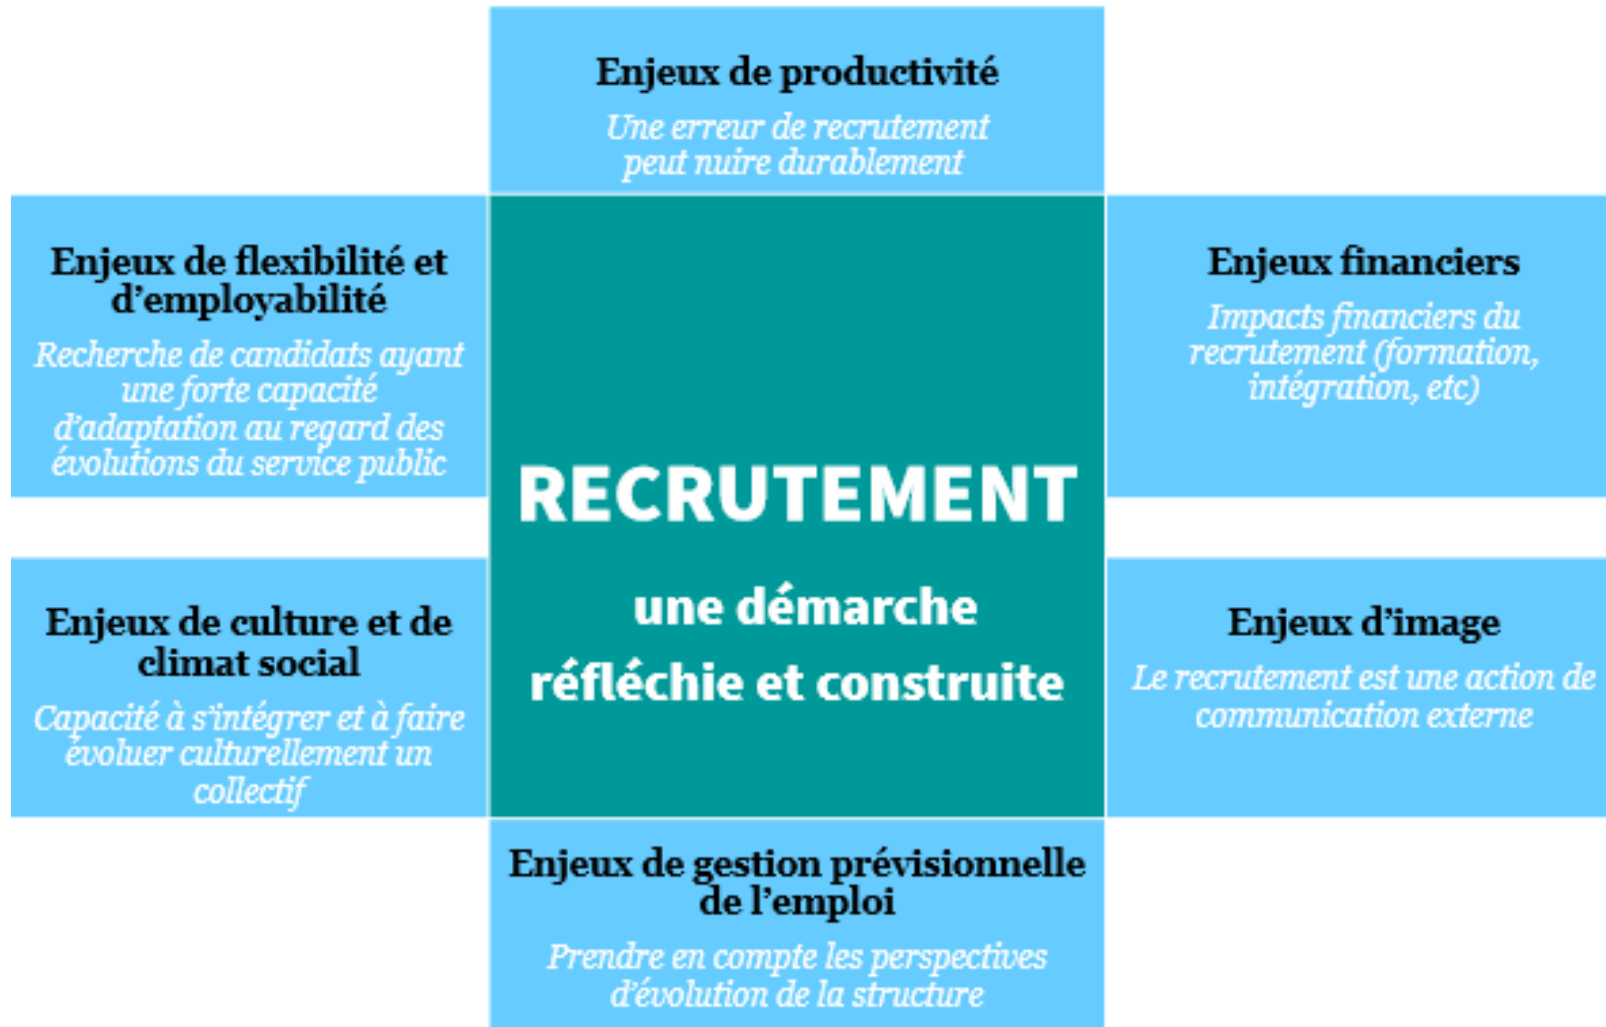 Enjeux de productivité
Une erreur de recrutement
peut nuire durablement
Enjeux de flexibilité et
d’employabilité
Recherche de candidats ayant
une forte capacité
d’adaptation au regard des
évolutions du service public
Enjeux financiers
Impacts financiers du
recrutement (formation,
intégration, etc)
RECRUTEMENT
une démarche
réfléchie et construite
Enjeux de culture et de
climat social
Capacité à s’intégrer et à faire
évoluer culturellement un
collectif
Enjeux d’image
Le recrutement est une action de
communication externe
Enjeux de gestion prévisionnelle
de l’emploi
Prendre en compte les perspectives
d’évolution de la structure